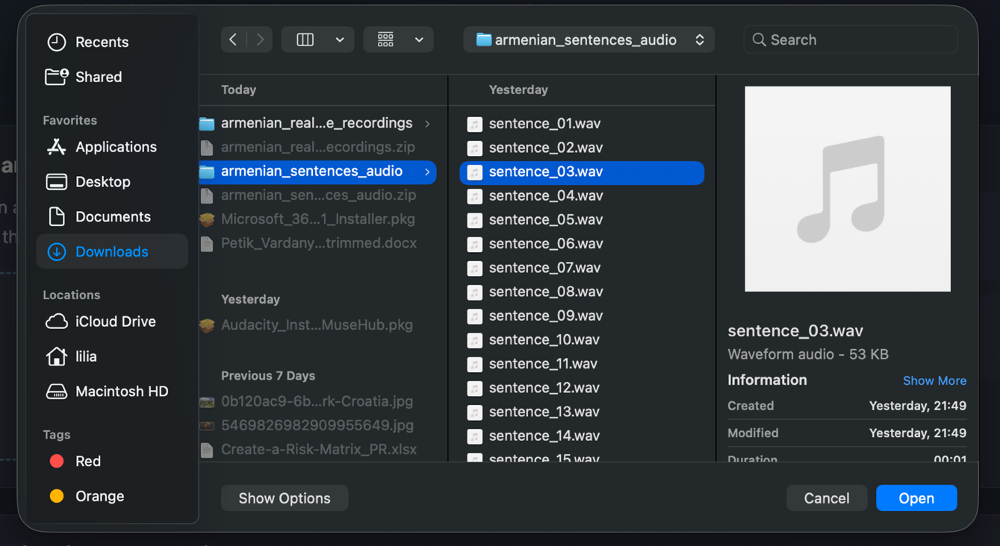 Recents
Shared
Favorites
Applications
Desktop
Documents
Downloads
Locations
iCloud Drive
lilia
Macintosh HD
Tags
Red
Orange
armenian_sentences_audio
Search
Today
armenian_real...e_recordings
armenian_real...ecordings.zip
armenian_sentences_audio
armenian_sen...ces_audio.zip
Microsoft_36...1_Installer.pkg
Petik_Vardany...trimmed.docx
Yesterday
Audacity_Inst...MuseHub.pkg
Previous 7 Days
0b120ac9-6b...rk-Croatia.jpg
5469826982909955649.jpg
Create-a-Risk-Matrix_PR.xlsx
Yesterday
sentence_01.wav
sentence_02.wav
sentence_03.wav
sentence_04.wav
sentence_05.wav
sentence_06.wav
sentence_07.wav
sentence_08.wav
sentence_09.wav
sentence_10.wav
sentence_11.wav
sentence_12.wav
sentence_13.wav
sentence_14.wav
sentence_15.wav
sentence_03.wav
Waveform audio - 53 KB
Information Show More
Created Yesterday, 21:49
Modified Yesterday, 21:49
Duration 00:01
Show Options
Cancel
Open